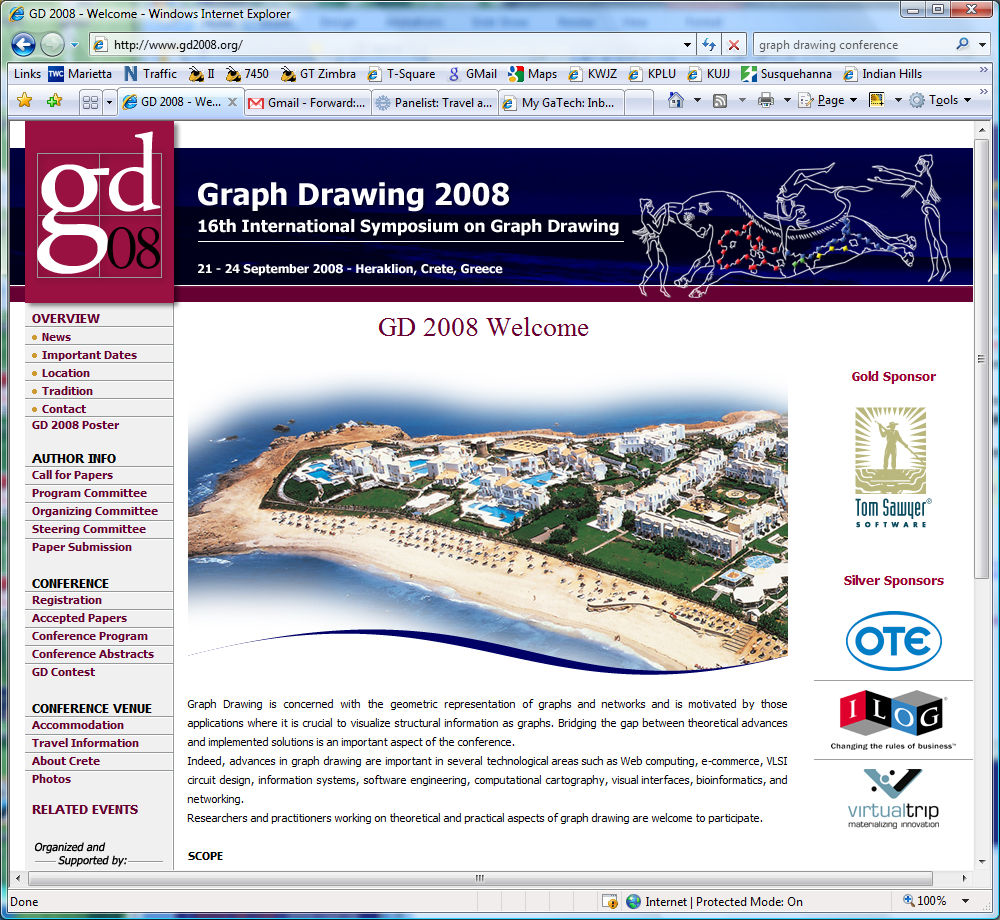 GD 2008 - Welcome - Windows Internet Explorer
http://www.gd2008.org/
graph drawing conference
Links TWC Marietta N Traffic II 7450 GT Zimbra T-Square GMail Maps KWJZ KPLU KUJJ Susquehanna Indian Hills
GD 2008 - We... Gmail - Forward:... Panelist: Travel a... My GaTech: Inb... Page Tools
gd
g08
Graph Drawing 2008
16th International Symposium on Graph Drawing
21 - 24 September 2008 - Heraklion, Crete, Greece
OVERVIEW
News
Important Dates
Location
Tradition
Contact
GD 2008 Poster
AUTHOR INFO
Call for Papers
Program Committee
Organizing Committee
Steering Committee
Paper Submission
CONFERENCE
Registration
Accepted Papers
Conference Program
Conference Abstracts
GD Contest
CONFERENCE VENUE
Accommodation
Travel Information
About Crete
Photos
RELATED EVENTS
Organized and
Supported by:
GD 2008 Welcome
Graph Drawing is concerned with the geometric representation of graphs and networks and is motivated by those
applications where it is crucial to visualize structural information as graphs. Bridging the gap between theoretical advances
and implemented solutions is an important aspect of the conference.
Indeed, advances in graph drawing are important in several technological areas such as Web computing, e-commerce, VLSI
circuit design, information systems, software engineering, computational cartography, visual interfaces, bioinformatics, and
networking.
Researchers and practitioners working on theoretical and practical aspects of graph drawing are welcome to participate.
SCOPE
Gold Sponsor
Tom Sawyer®
SOFTWARE
Silver Sponsors
OTE
ILOG
Changing the rules of business™
virtualtrip
materializing innovation
Done
Internet | Protected Mode: On
100%